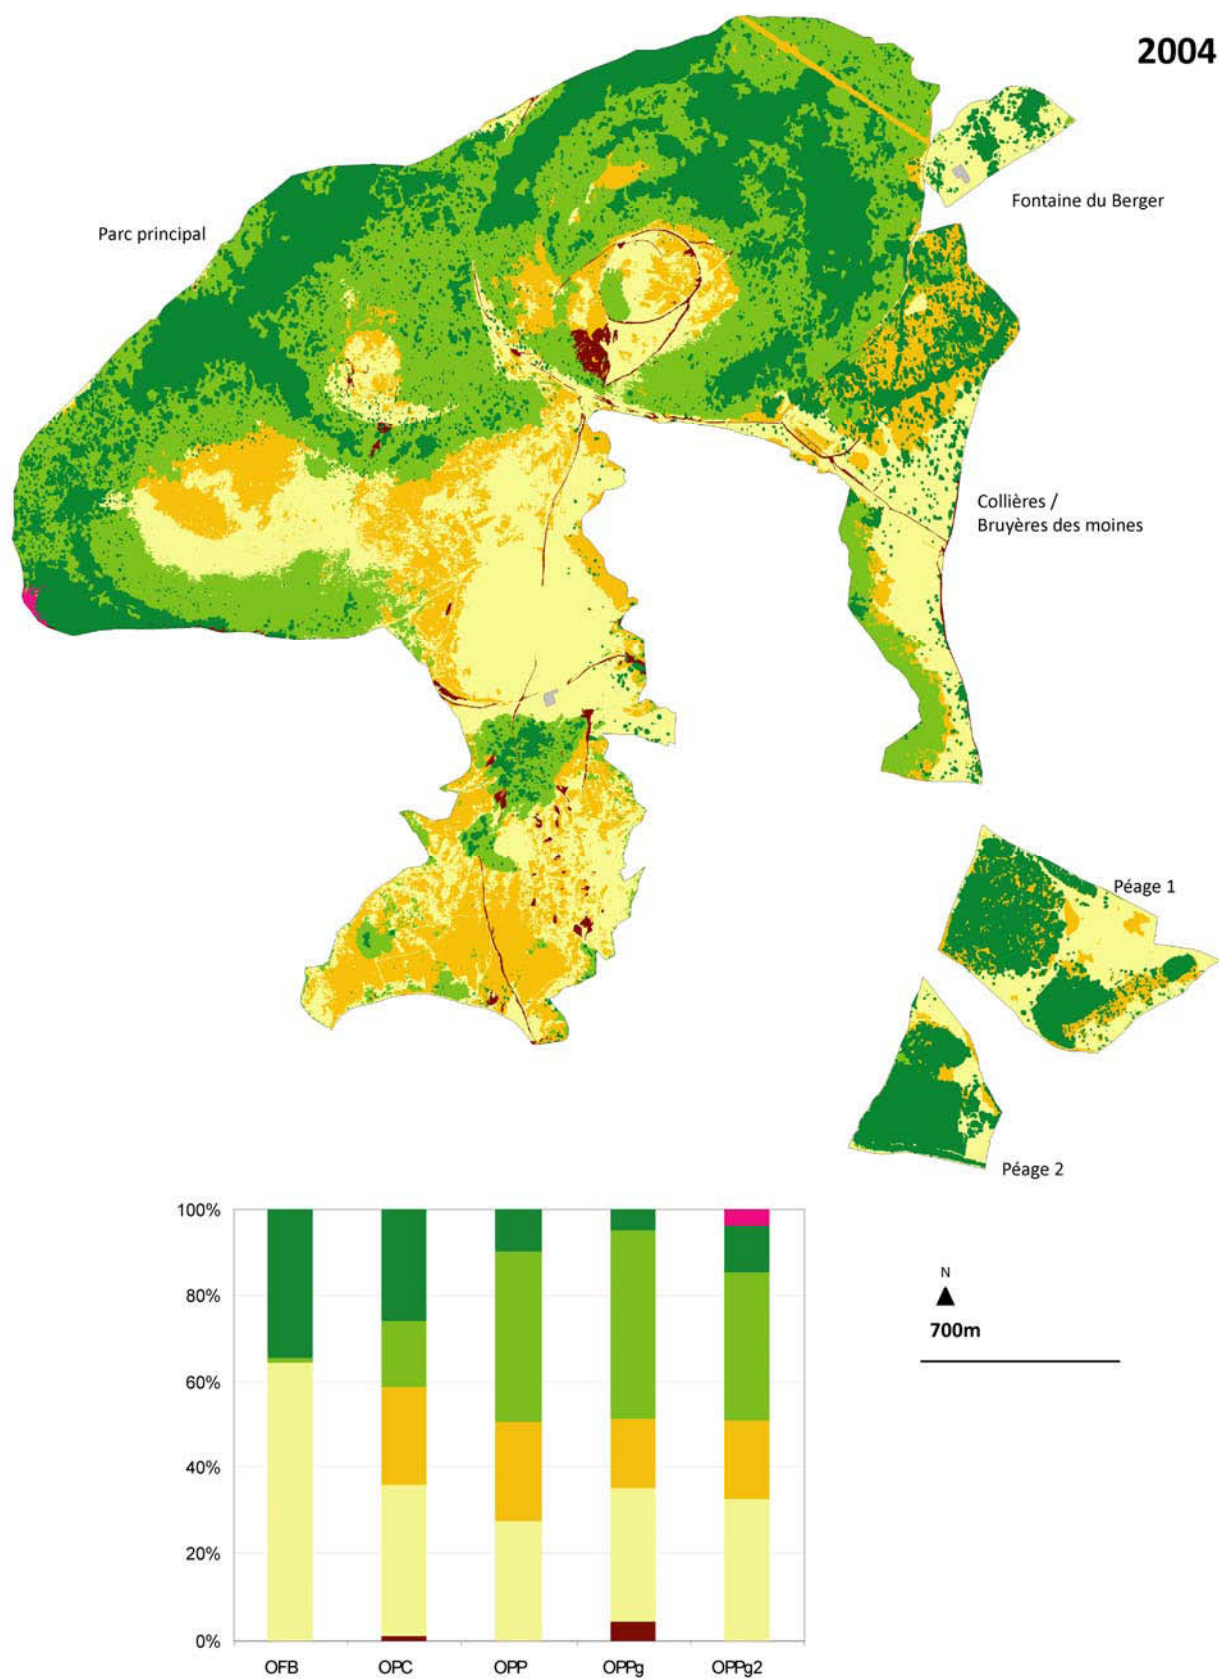 2004
Fontaine du Berger
Parc principal
Collières /
Bruyères des moines
Péage 1
Péage 2
100%
80%
60%
40%
20%
0%
OFB
OPC
OPP
OPPg
OPPg2
N
700m